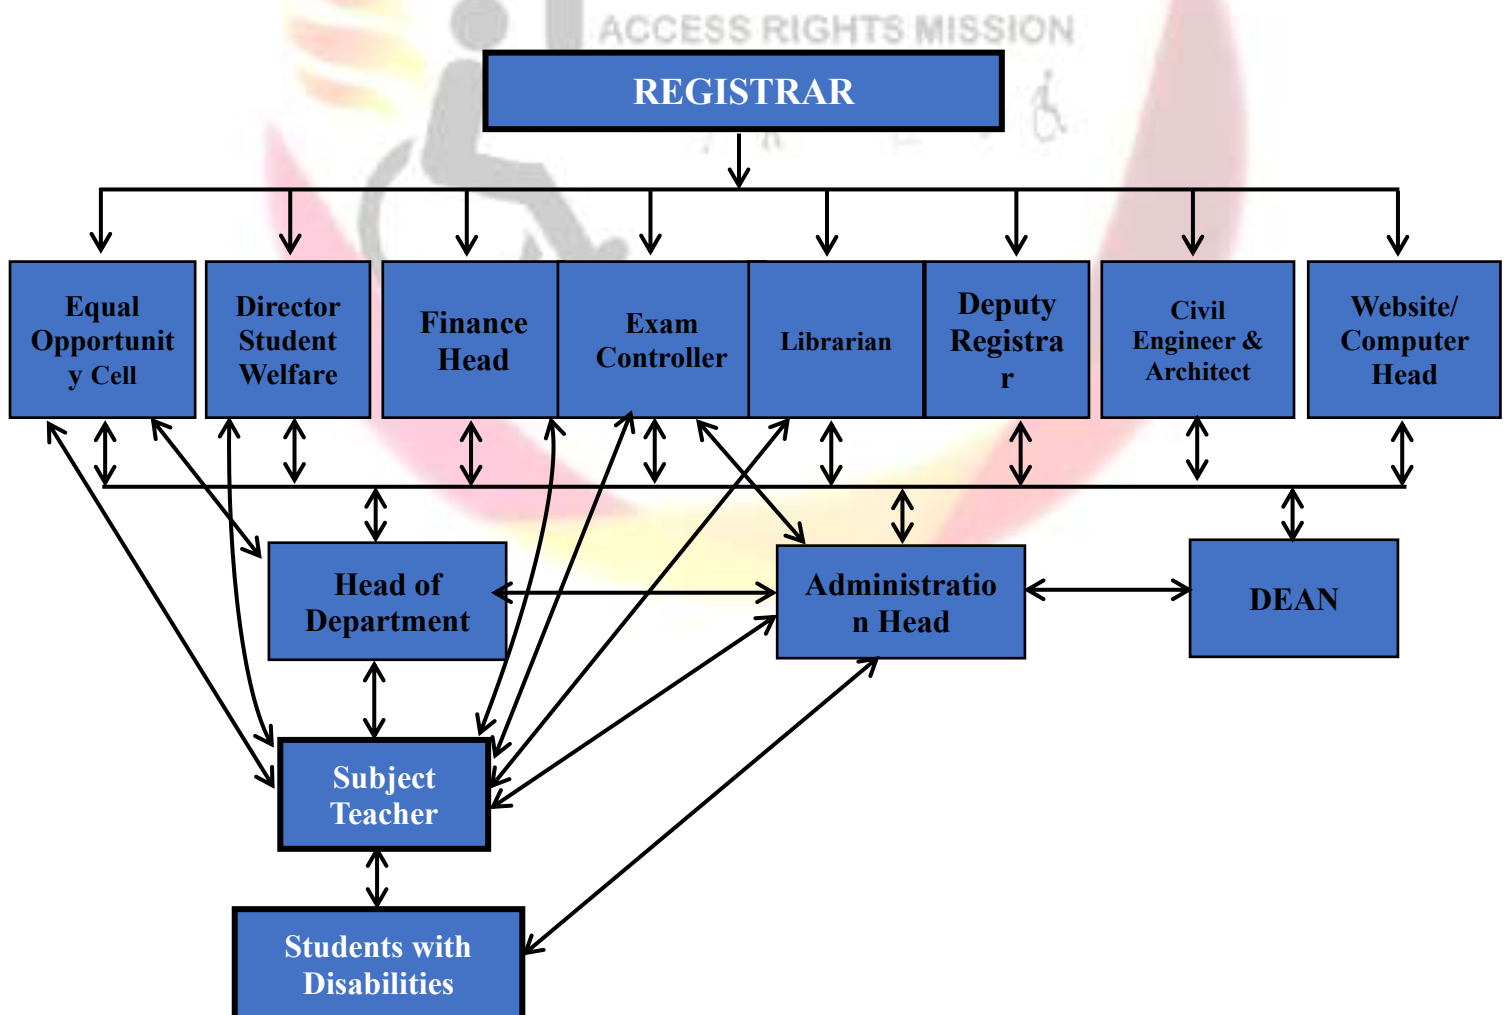 ACCESS RIGHTS MISSION
REGISTRAR
Equal
Opportunit
y Cell
Director
Student
Welfare
Finance
Head
Exam
Controller
Librarian
Deputy
Registra
r
Civil
Engineer &
Architect
Website/
Computer
Head
Head of
Department
Administratio
n Head
DEAN
Subject
Teacher
Students with
Disabilities